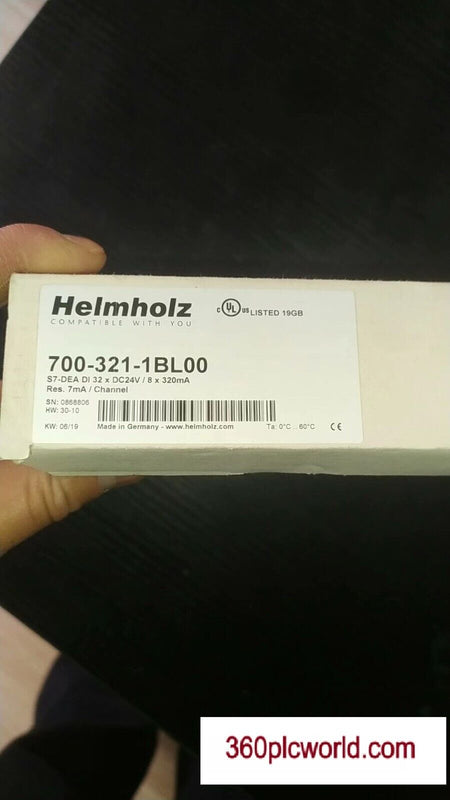 Helmholz
COMPATIBLE WITH YOU
C UL US LISTED 19GB
700-321-1BL00
S7-DEA DI 32 x DC24V / 8 x 320mA
Res. 7mA / Channel
SN: 0868806
HW: 30-10
KW: 06/19 Made in Germany - www.helmholz.com Ta: 0°C .. 60°C CE
360plcworld.com